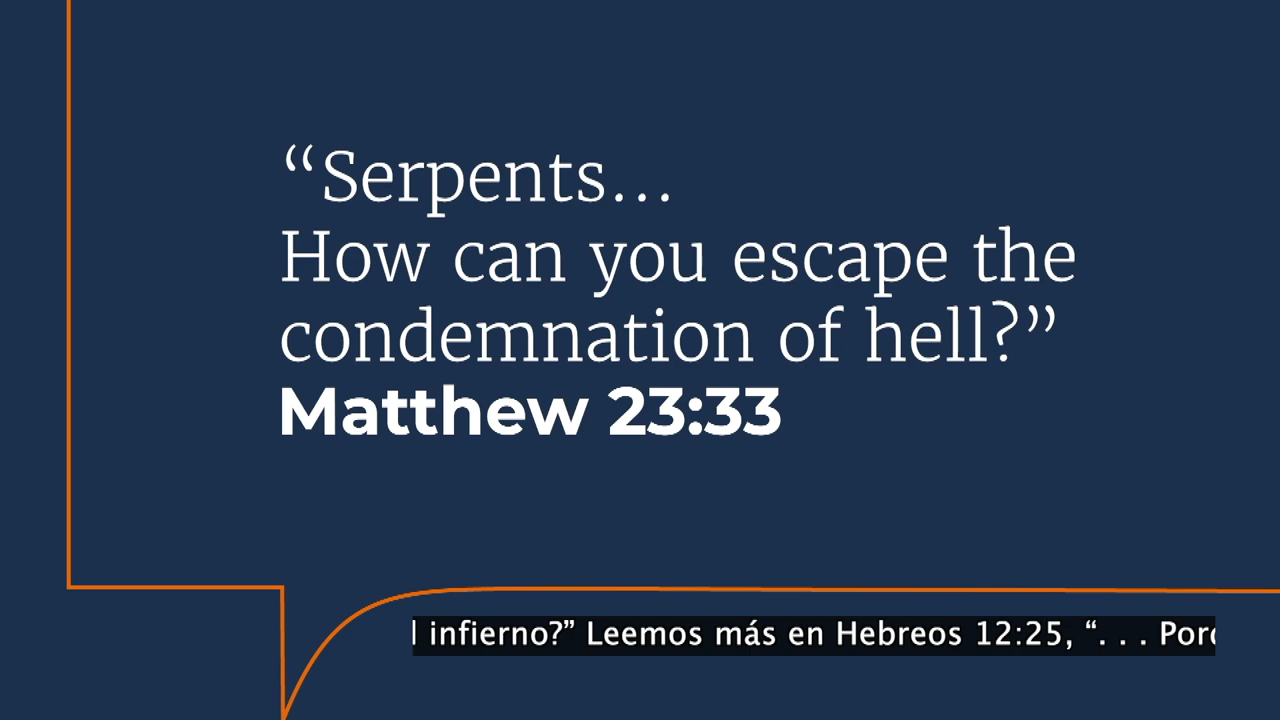 “Serpents...
How can you escape the
condemnation of hell?”
Matthew 23:33
infierno?” Leemos más en Hebreos 12:25, “. . .